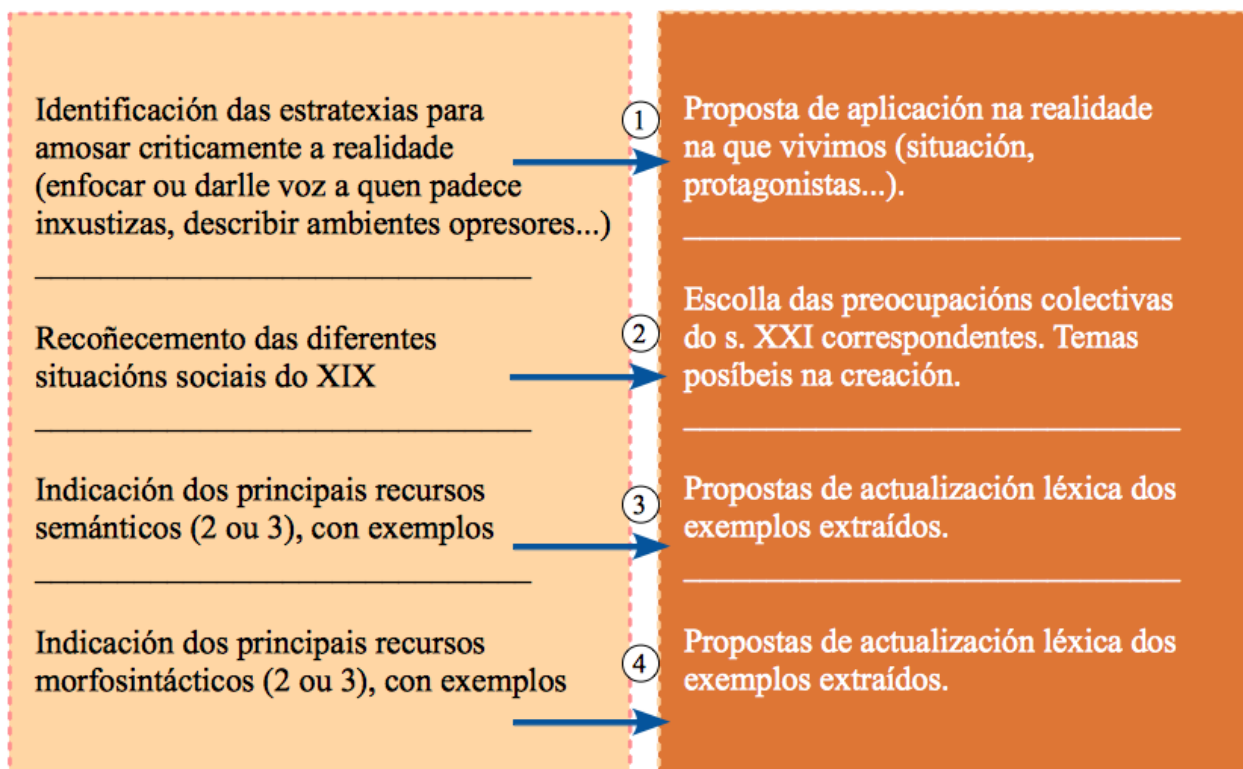 Identificación das estratexias para
amosar criticamente a realidade
(enfocar ou darlle voz a quen padece
inxustizas, describir ambientes opresores...)
1
Proposta de aplicación na realidade
na que vivimos (situación,
protagonistas...).
Recoñecemento das diferentes
situacións sociais do XIX
2
Escolla das preocupacións colectivas
do s. XXI correspondentes. Temas
posíbeis na creación.
Indicación dos principais recursos
semánticos (2 ou 3), con exemplos
3
Propostas de actualización léxica dos
exemplos extraídos.
Indicación dos principais recursos
morfosintácticos (2 ou 3), con exemplos
4
Propostas de actualización léxica dos
exemplos extraídos.